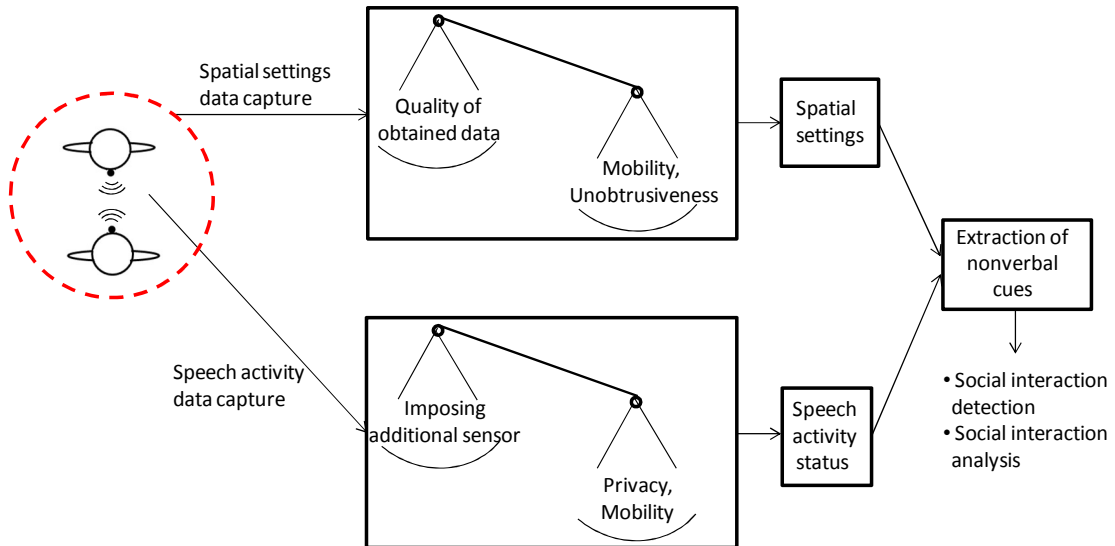 Spatial settings
data capture
Quality of
obtained data
Mobility,
Unobtrusiveness
Spatial
settings
Extraction of
nonverbal
cues
Speech activity
data capture
Imposing
additional sensor
Privacy,
Mobility
Speech
activity
status
• Social interaction
detection
• Social interaction
analysis